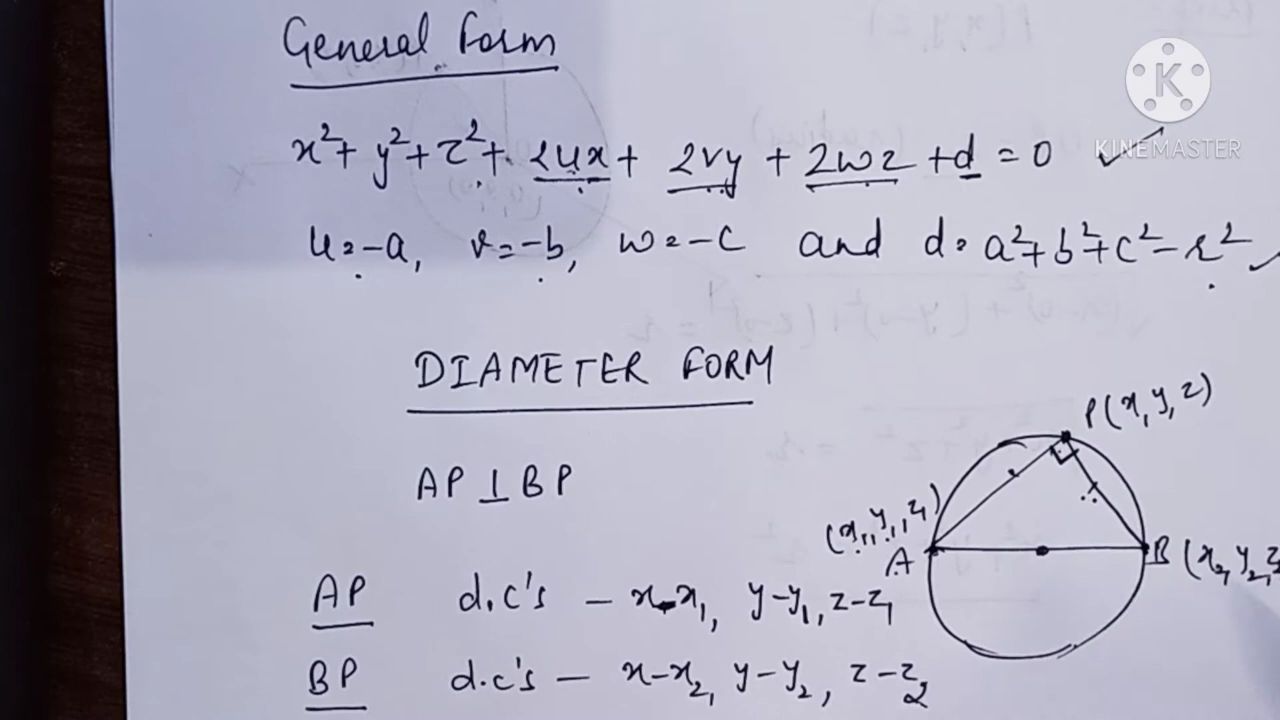 General Form
KINEMASTER
x²+ y²+ z²+ 2ux + 2vy + 2wz + d = 0 ✓
u=-a, v=-b, w=-c and d= a²+b²+c²-r²
DIAMETER FORM
P(x,y,z)
AP ⊥ BP
(x₁,y₁,z₁)
A
B (x₂,y₂,z
AP d.c's - x-x₁, y-y₁, z-z₁
BP d.c's - x-x₂, y-y₂, z-z₂